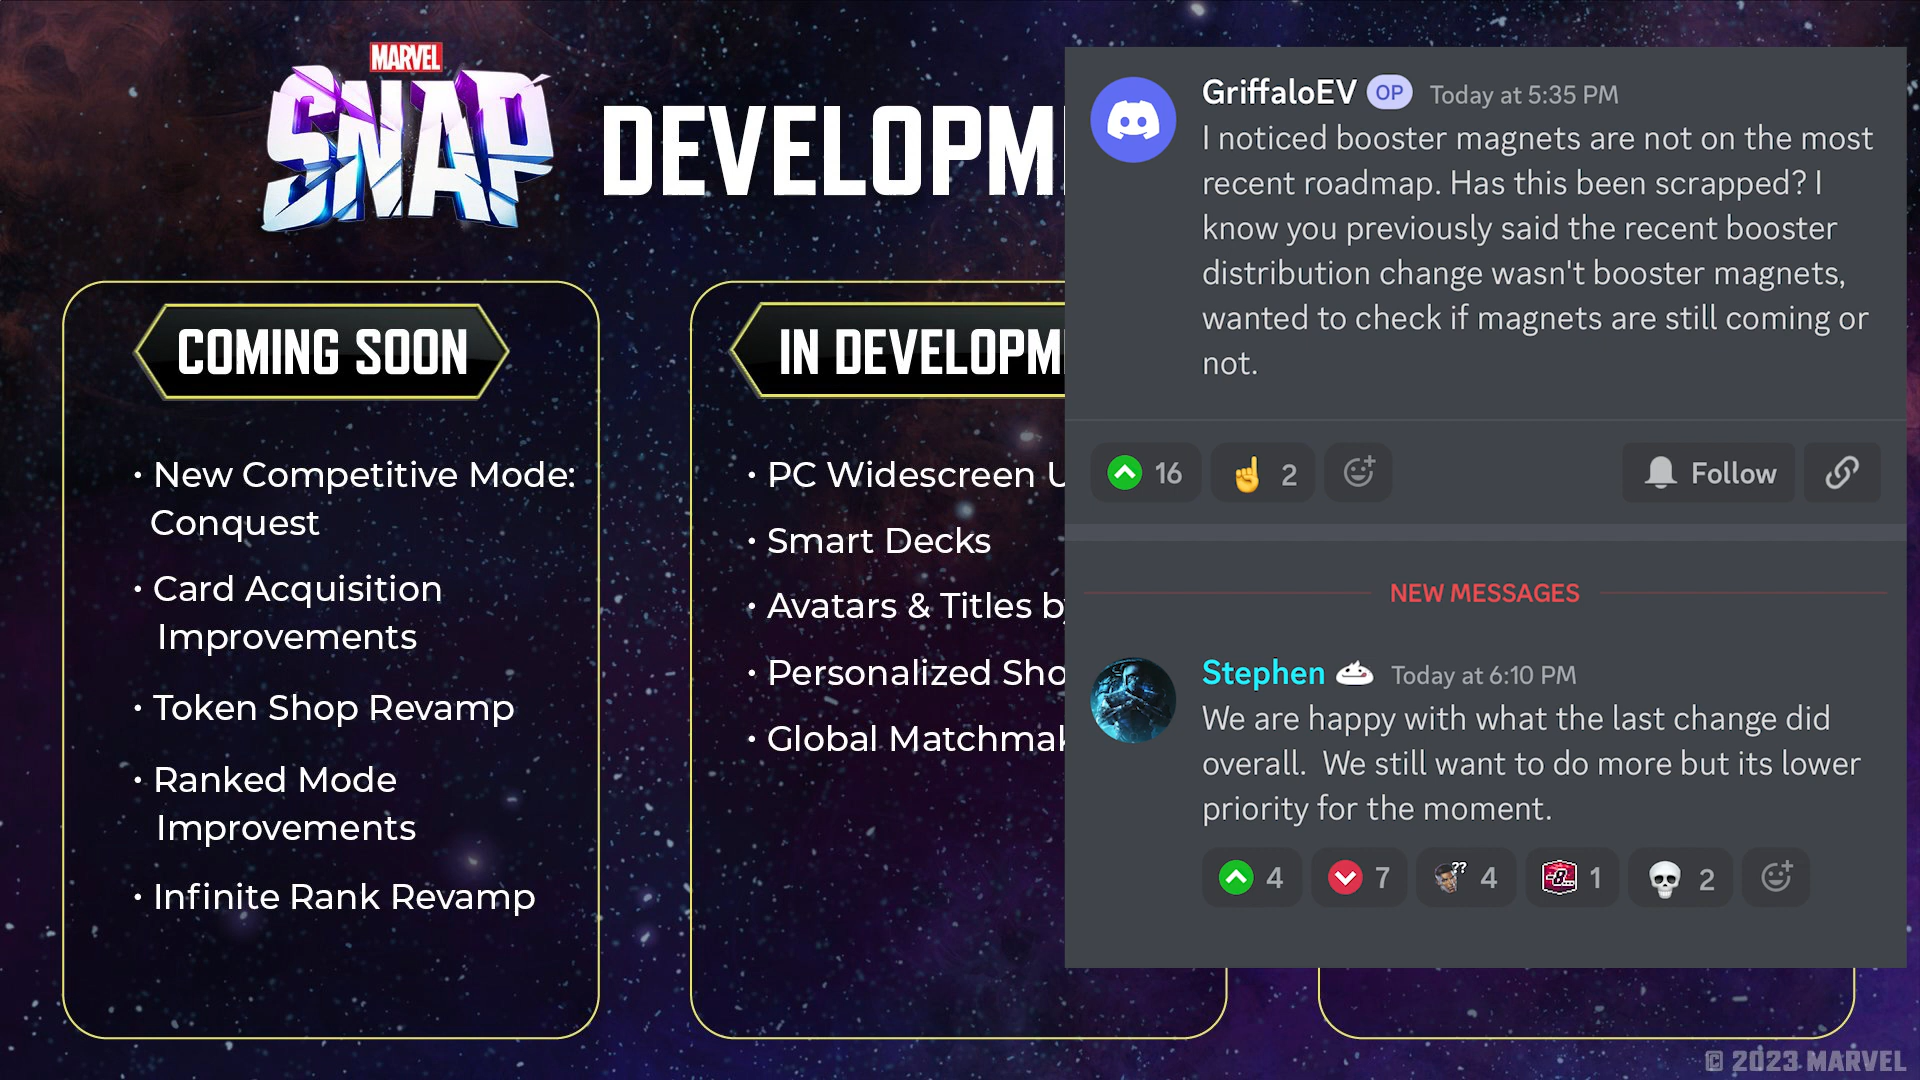 MARVEL
SNAP
DEVELOPM
COMING SOON
• New Competitive Mode:
Conquest
• Card Acquisition
Improvements
• Token Shop Revamp
• Ranked Mode
Improvements
• Infinite Rank Revamp
IN DEVELOPM
• PC Widescreen U
• Smart Decks
• Avatars & Titles by
• Personalized Sho
• Global Matchmak
GriffaloEV OP Today at 5:35 PM
I noticed booster magnets are not on the most
recent roadmap. Has this been scrapped? I
know you previously said the recent booster
distribution change wasn't booster magnets,
wanted to check if magnets are still coming or
not.
16 2 Follow
NEW MESSAGES
Stephen Today at 6:10 PM
We are happy with what the last change did
overall.  We still want to do more but its lower
priority for the moment.
4 7 ?? 4 -8... 1 2
© 2023 MARVEL